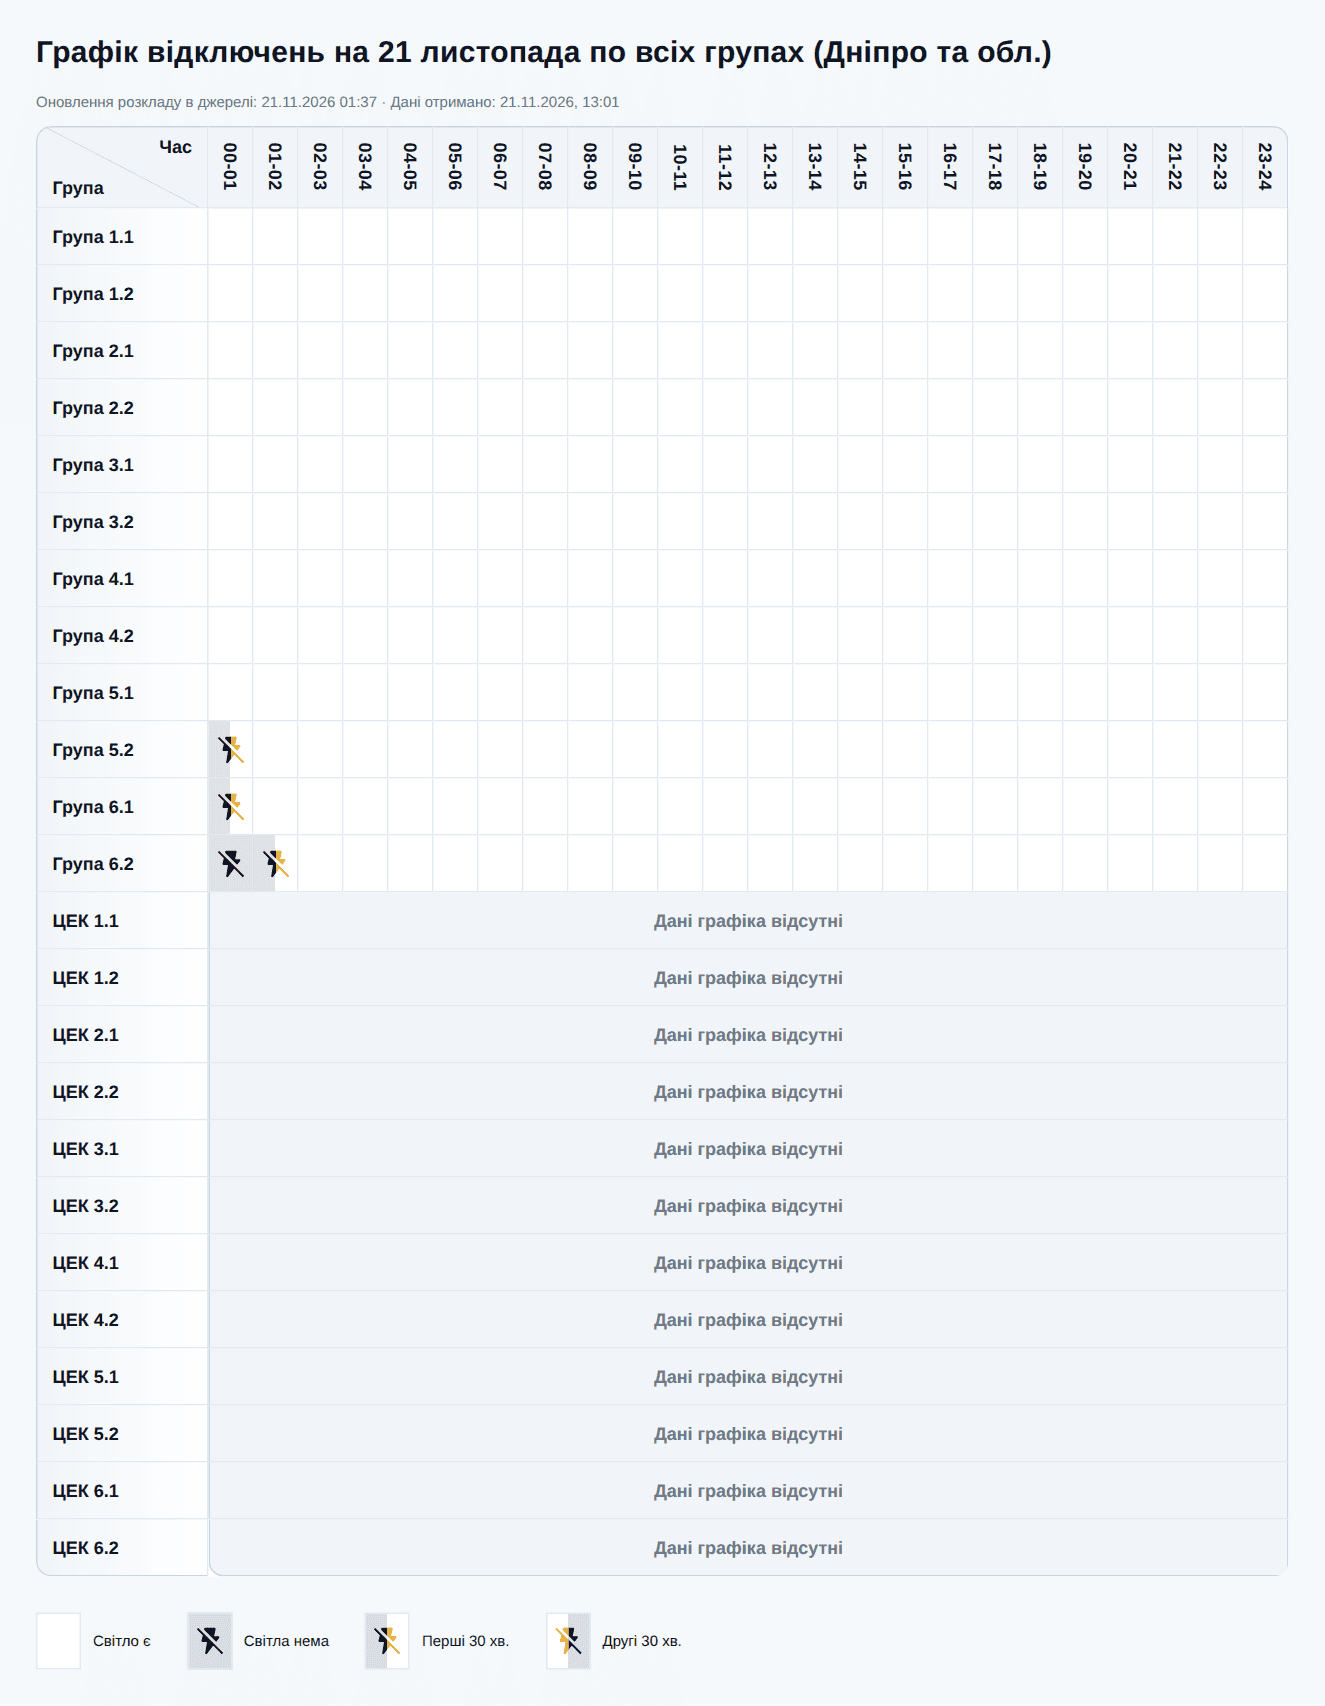 Графік відключень на 21 листопада по всіх групах (Дніпро та обл.)
Оновлення розкладу в джерелі: 21.11.2026 01:37 · Дані отримано: 21.11.2026, 13:01
Час
Група
00-01 01-02 02-03 03-04 04-05 05-06 06-07 07-08 08-09 09-10 10-11 11-12 12-13 13-14 14-15 15-16 16-17 17-18 18-19 19-20 20-21 21-22 22-23 23-24
Група 1.1
Група 1.2
Група 2.1
Група 2.2
Група 3.1
Група 3.2
Група 4.1
Група 4.2
Група 5.1
Група 5.2
Група 6.1
Група 6.2
ЦЕК 1.1 Дані графіка відсутні
ЦЕК 1.2 Дані графіка відсутні
ЦЕК 2.1 Дані графіка відсутні
ЦЕК 2.2 Дані графіка відсутні
ЦЕК 3.1 Дані графіка відсутні
ЦЕК 3.2 Дані графіка відсутні
ЦЕК 4.1 Дані графіка відсутні
ЦЕК 4.2 Дані графіка відсутні
ЦЕК 5.1 Дані графіка відсутні
ЦЕК 5.2 Дані графіка відсутні
ЦЕК 6.1 Дані графіка відсутні
ЦЕК 6.2 Дані графіка відсутні
Світло є Світла нема Перші 30 хв. Другі 30 хв.